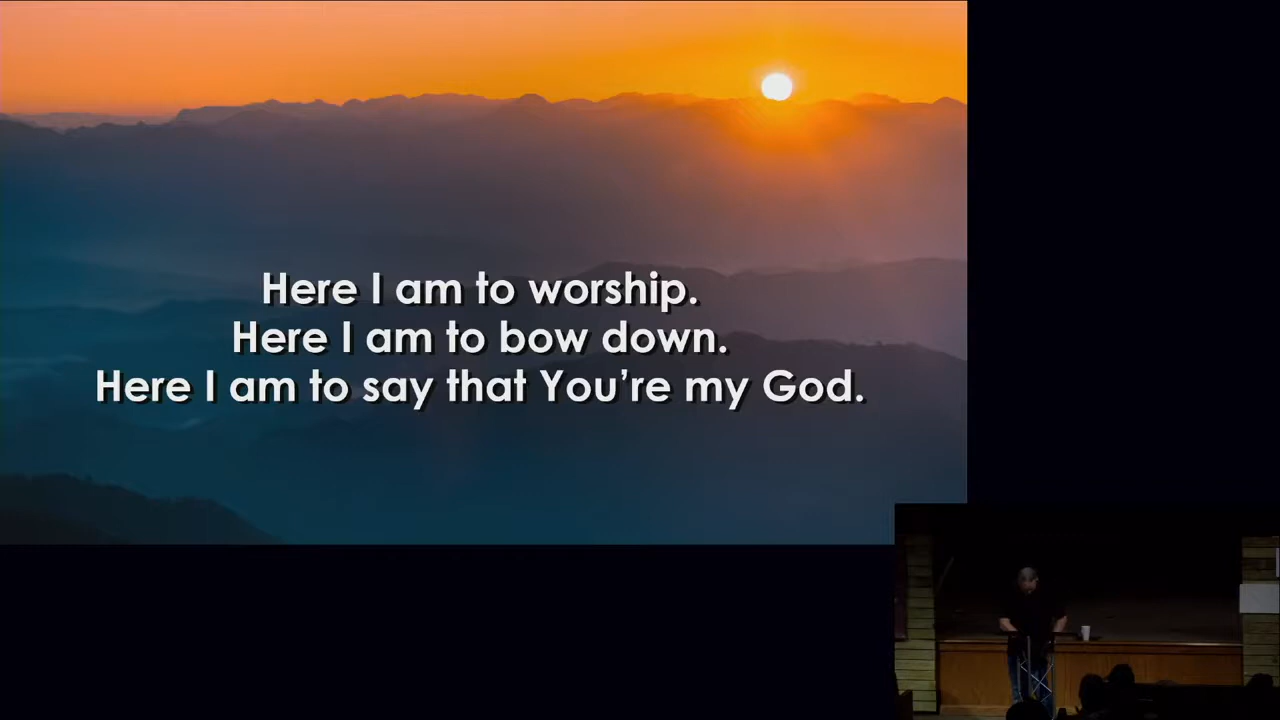 Here I am to worship.
Here I am to bow down.
Here I am to say that You’re my God.